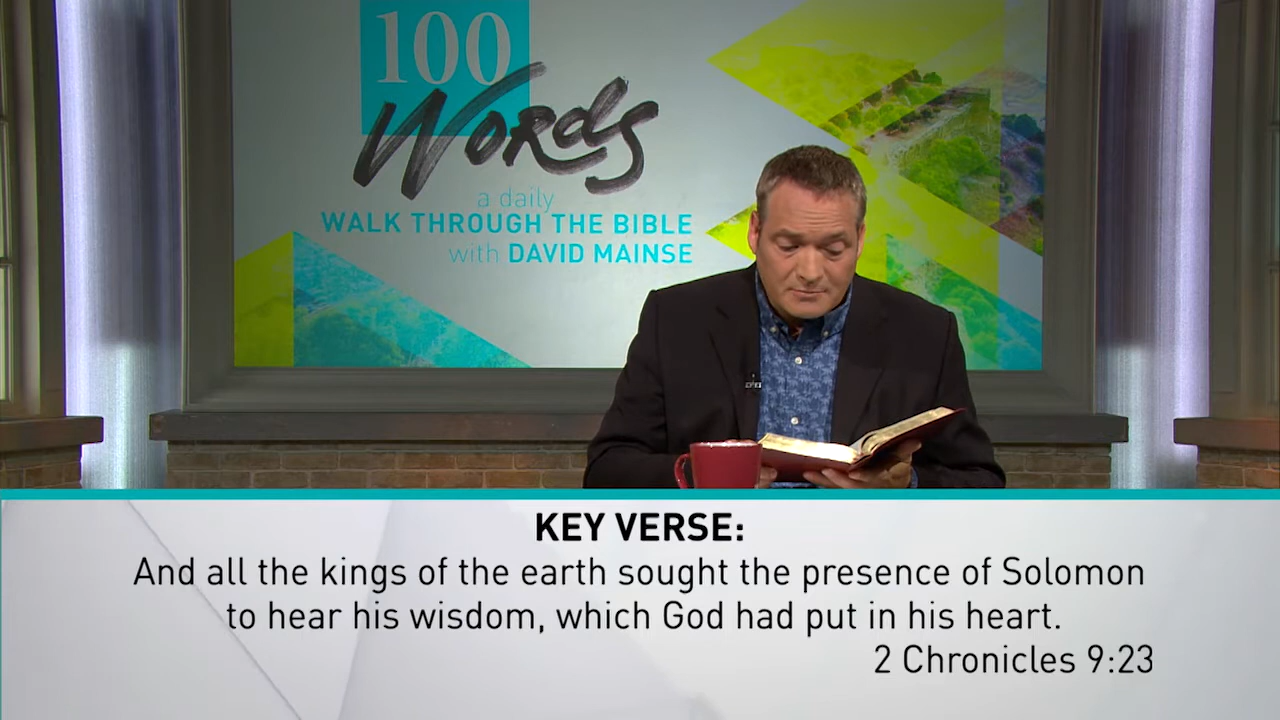 100
Words
a daily
WALK THROUGH THE BIBLE
with DAVID MAINSE
KEY VERSE:
And all the kings of the earth sought the presence of Solomon
to hear his wisdom, which God had put in his heart.
2 Chronicles 9:23